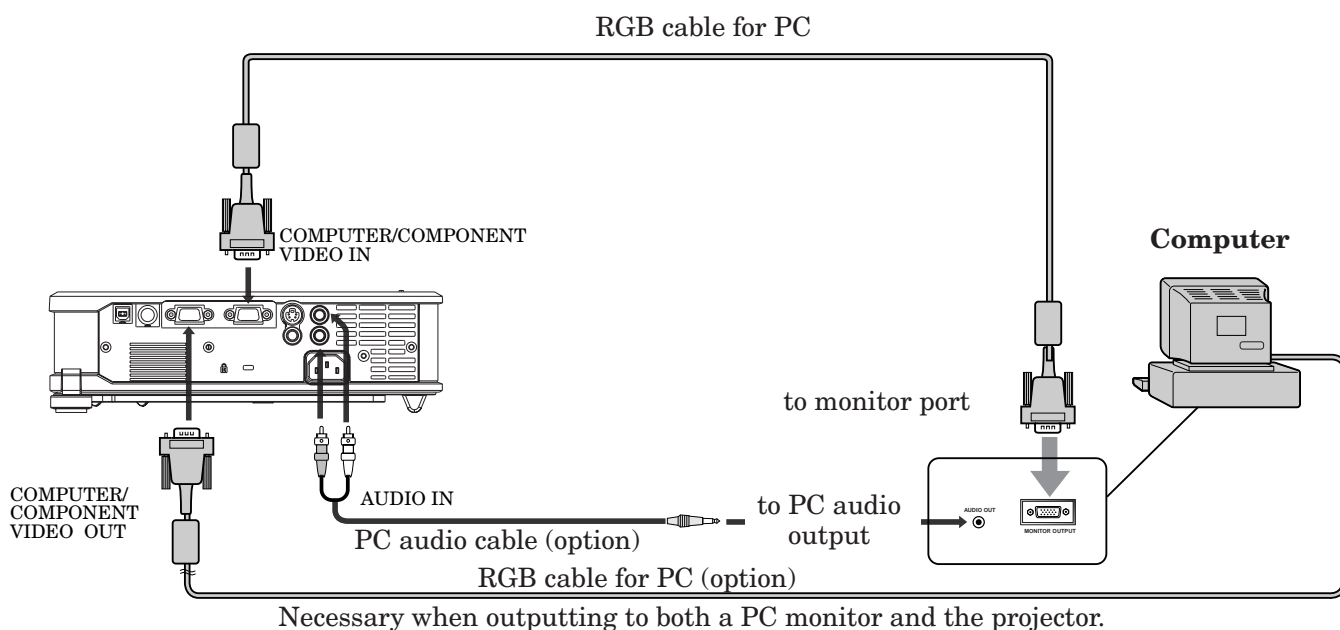 RGB cable for PC
COMPUTER/COMPONENT
VIDEO IN
Computer
to monitor port
COMPUTER/
COMPONENT
VIDEO OUT
AUDIO IN
PC audio cable (option)
to PC audio
output
AUDIO OUT
MONITOR OUTPUT
RGB cable for PC (option)
Necessary when outputting to both a PC monitor and the projector.